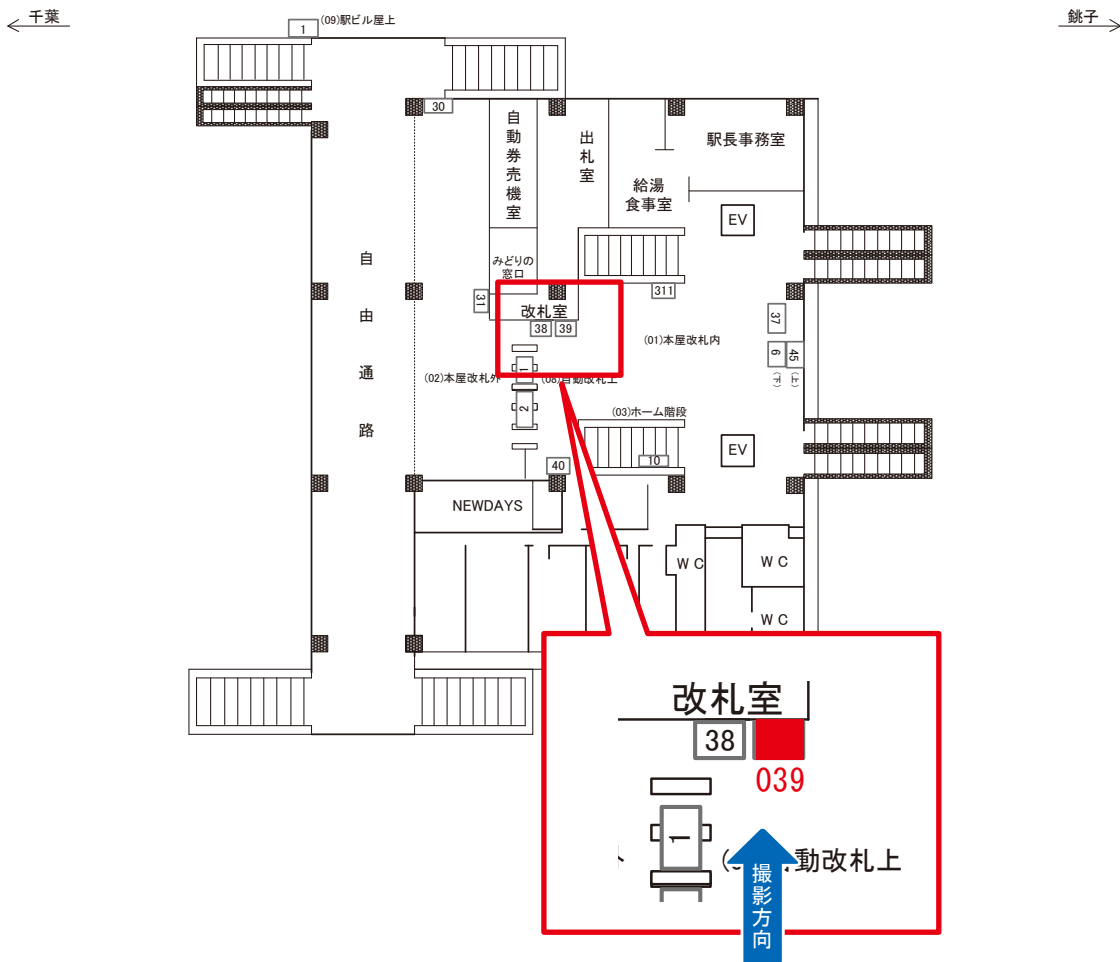 千葉
銚子
1
(09)駅ビル屋上
30
自動券売機室
出札室
駅長事務室
給湯
食事室
EV
みどりの
窓口
自由通路
31
311
改札室
38
39
37
(01)本屋改札内
6
45
(下)
(上)
1
(02)本屋改札外
(08)自動改札上
2
(03)ホーム階段
EV
10
40
NEWDAYS
WC
WC
WC
改札室
38
039
1
動改札上
撮影方向